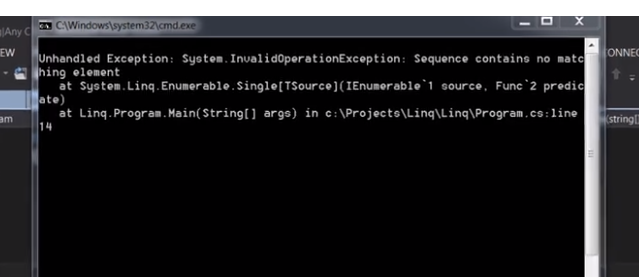 C:\Windows\system32\cmd.exe
Any C
EW
ONNEC
Unhandled Exception: System.InvalidOperationException: Sequence contains no matc
hing element
   at System.Linq.Enumerable.Single[TSource](IEnumerable`1 source, Func`2 predic
ate)
   at Linq.Program.Main(String[] args) in c:\Projects\Linq\Linq\Program.cs:line
14
am
(string[]